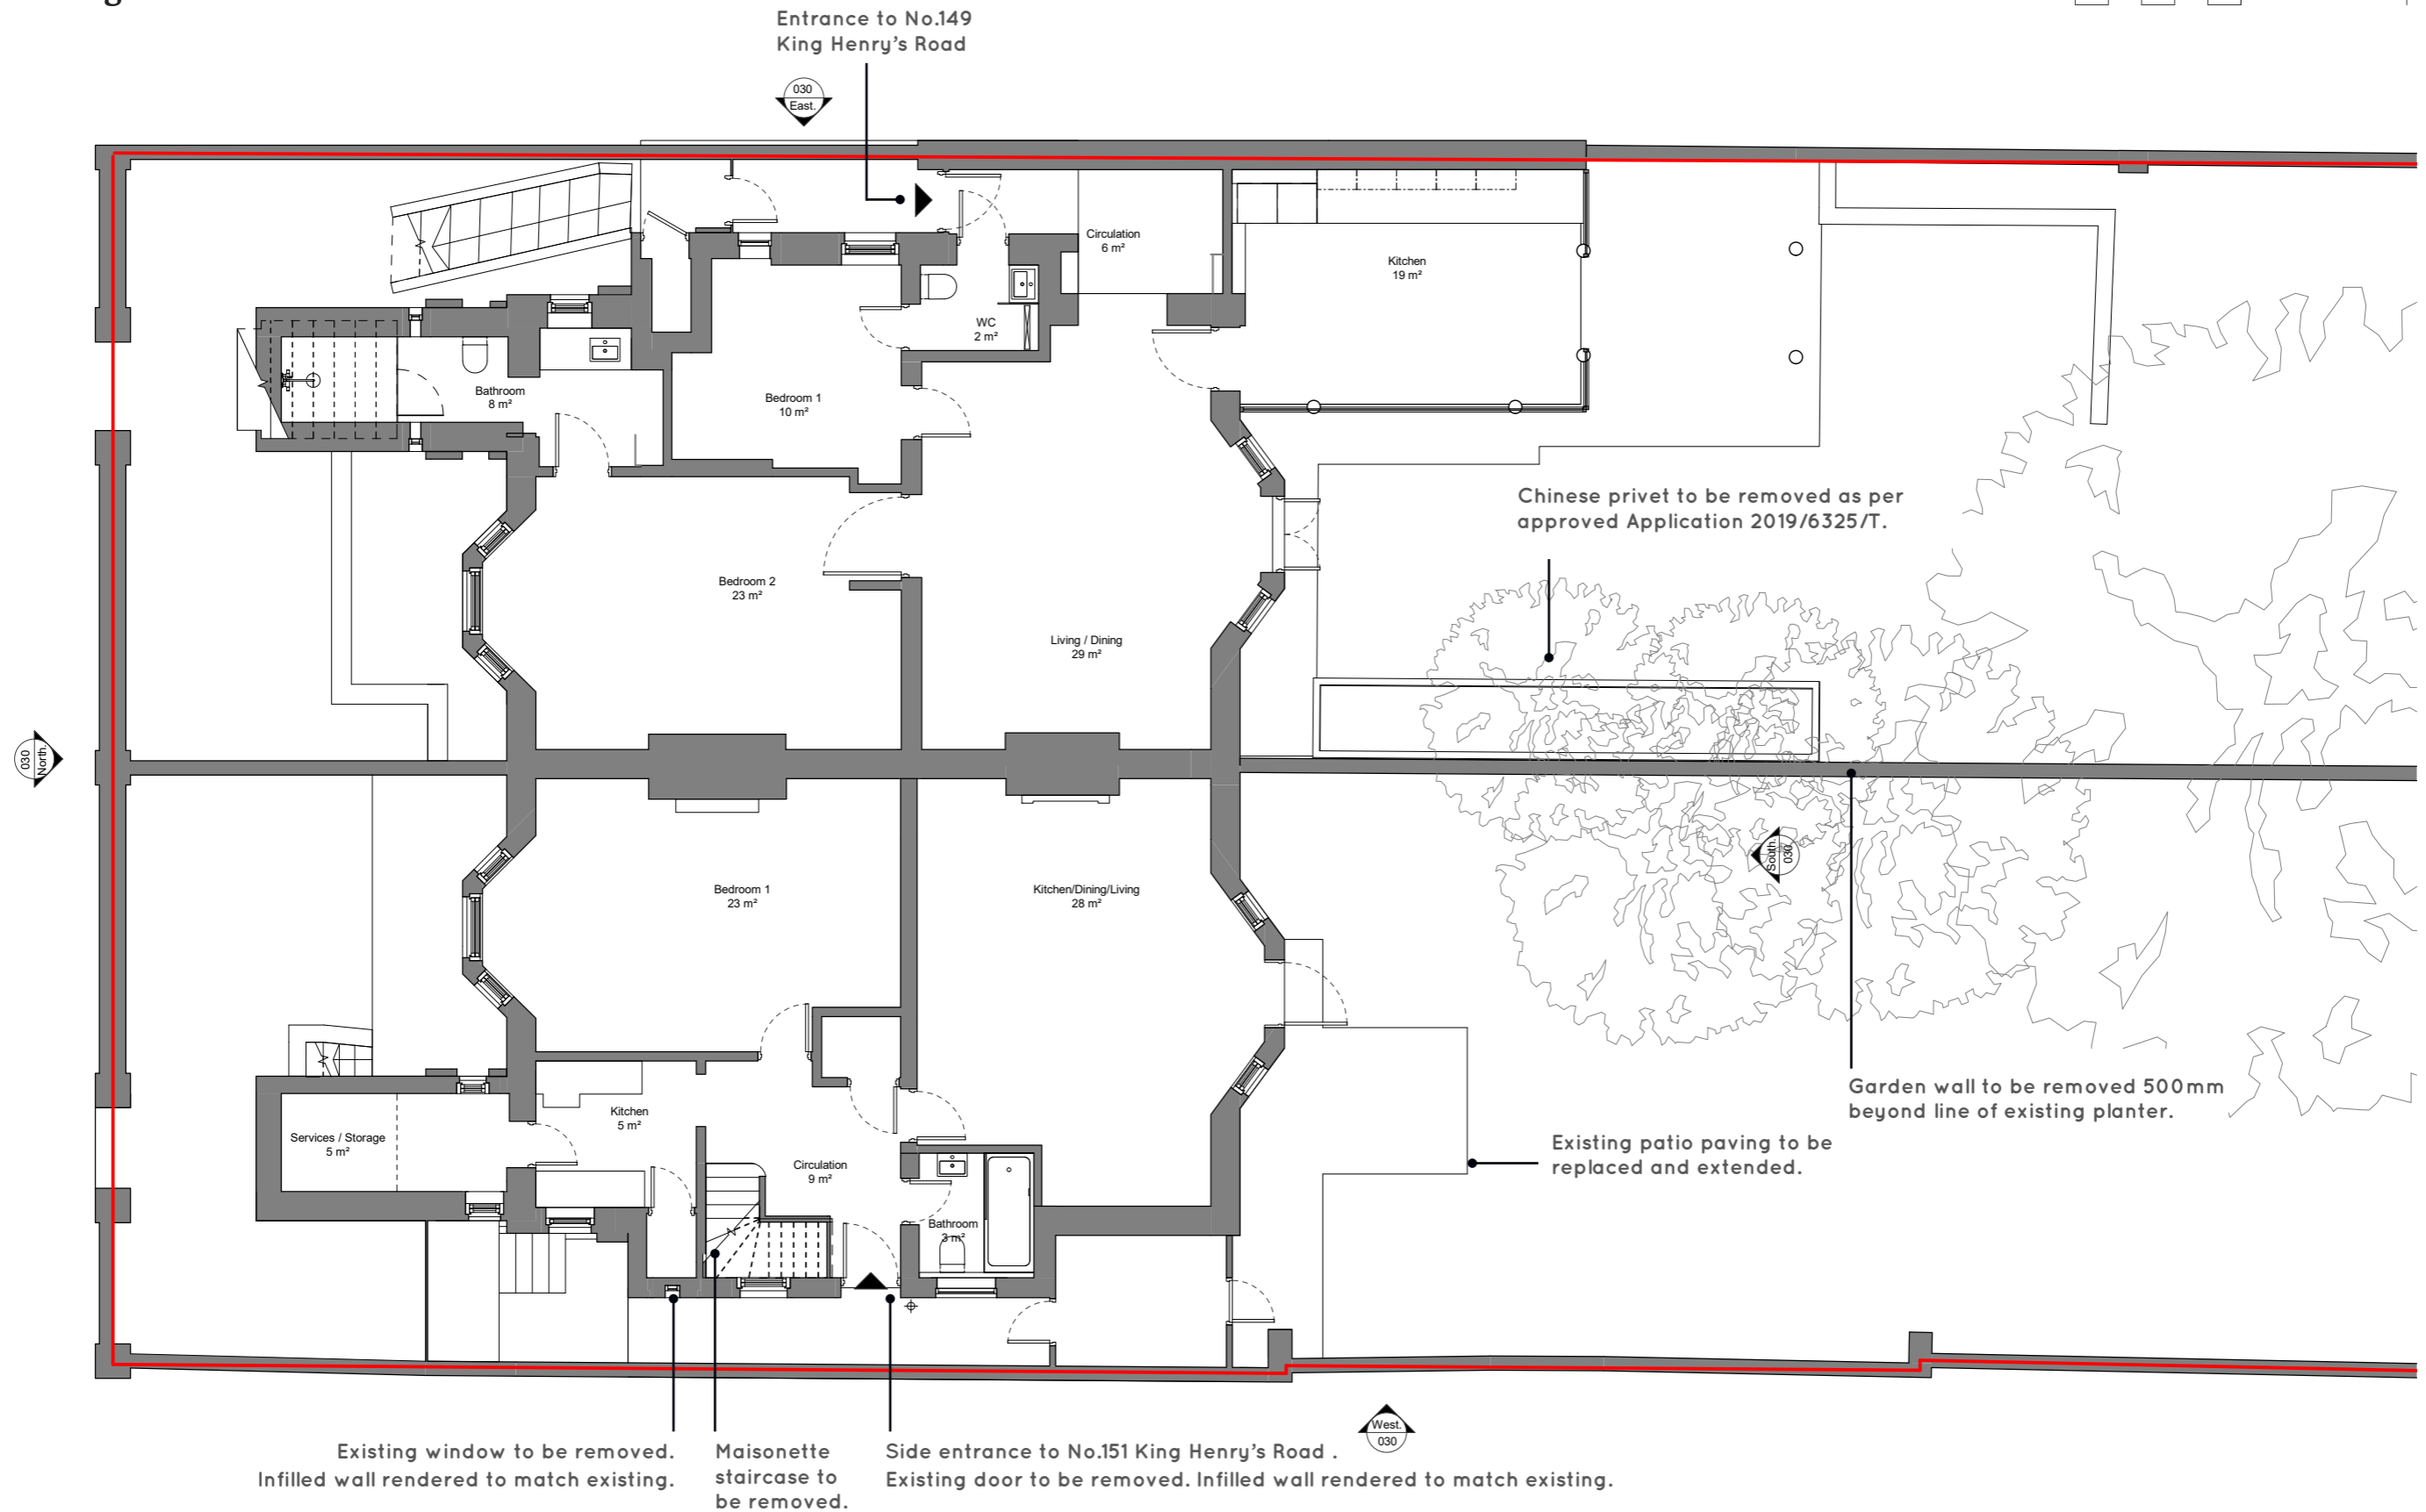 Entrance to No.149
King Henry's Road
030
East.
Circulation
6 m²
Kitchen
19 m²
WC
2 m²
Bathroom
8 m²
Bedroom 1
10 m²
Chinese privet to be removed as per
approved Application 2019/6325/T.
Bedroom 2
23 m²
Living / Dining
29 m²
030
North.
South.
030
Bedroom 1
23 m²
Kitchen/Dining/Living
28 m²
Garden wall to be removed 500mm
beyond line of existing planter.
Kitchen
5 m²
Services / Storage
5 m²
Existing patio paving to be
replaced and extended.
Circulation
9 m²
Bathroom
3 m²
West.
030
Existing window to be removed.
Infilled wall rendered to match existing.
Maisonette
staircase to
be removed.
Side entrance to No.151 King Henry's Road .
Existing door to be removed. Infilled wall rendered to match existing.